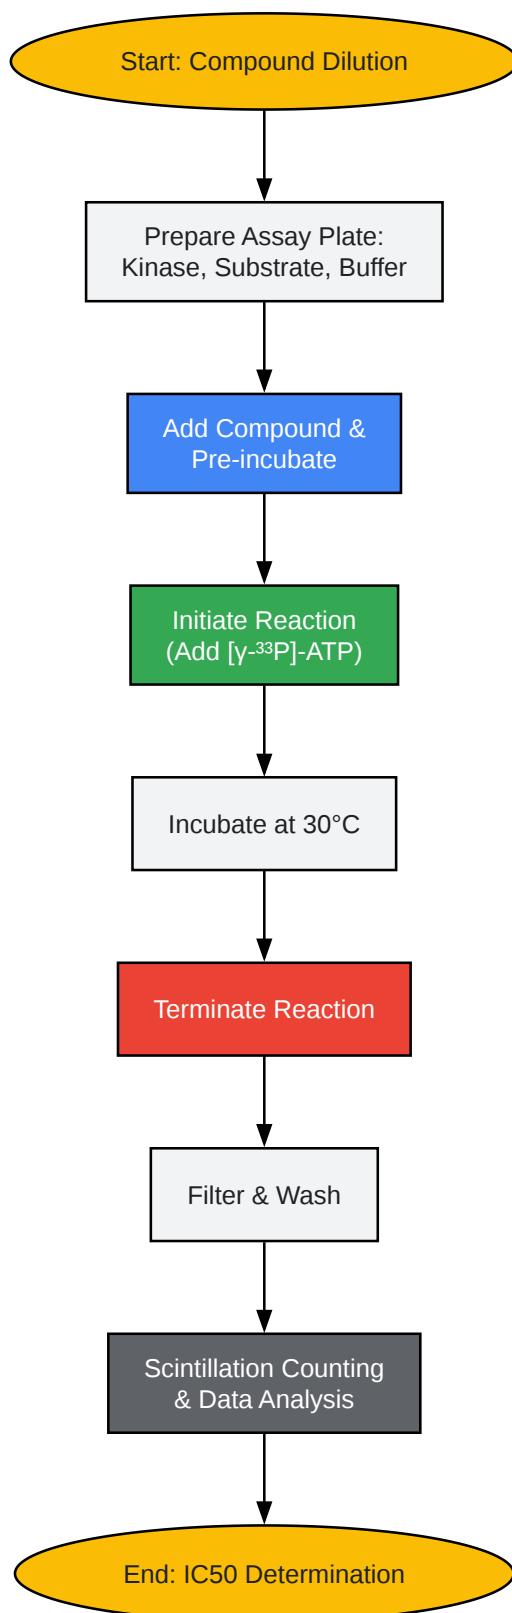 Start: Compound Dilution
Prepare Assay Plate:
Kinase, Substrate, Buffer
Add Compound &
Pre-incubate
Initiate Reaction
(Add [γ-³³P]-ATP)
Incubate at 30°C
Terminate Reaction
Filter & Wash
Scintillation Counting
& Data Analysis
End: IC50 Determination